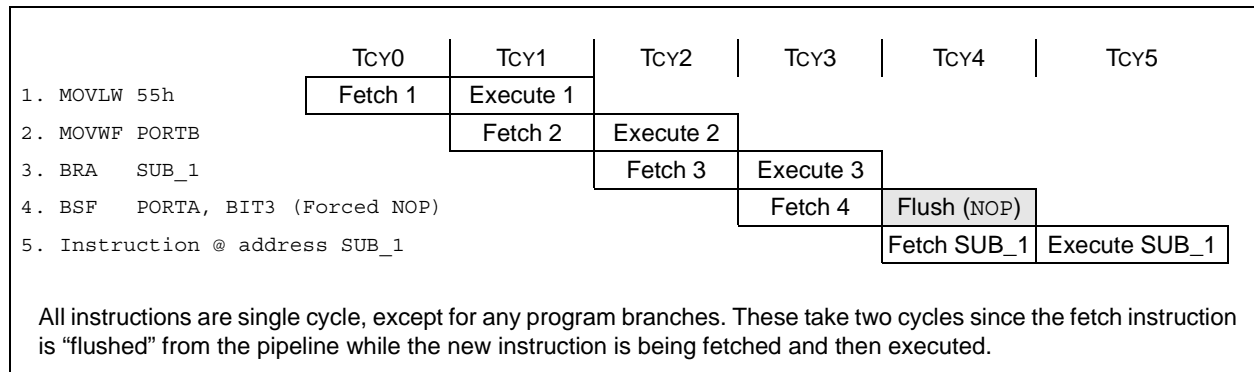 TCY0 TCY1 TCY2 TCY3 TCY4 TCY5
1. MOVLW 55h Fetch 1 Execute 1
2. MOVWF PORTB Fetch 2 Execute 2
3. BRA SUB_1 Fetch 3 Execute 3
4. BSF PORTA, BIT3 (Forced NOP) Fetch 4 Flush (NOP)
5. Instruction @ address SUB_1 Fetch SUB_1 Execute SUB_1
All instructions are single cycle, except for any program branches. These take two cycles since the fetch instruction
is “flushed” from the pipeline while the new instruction is being fetched and then executed.